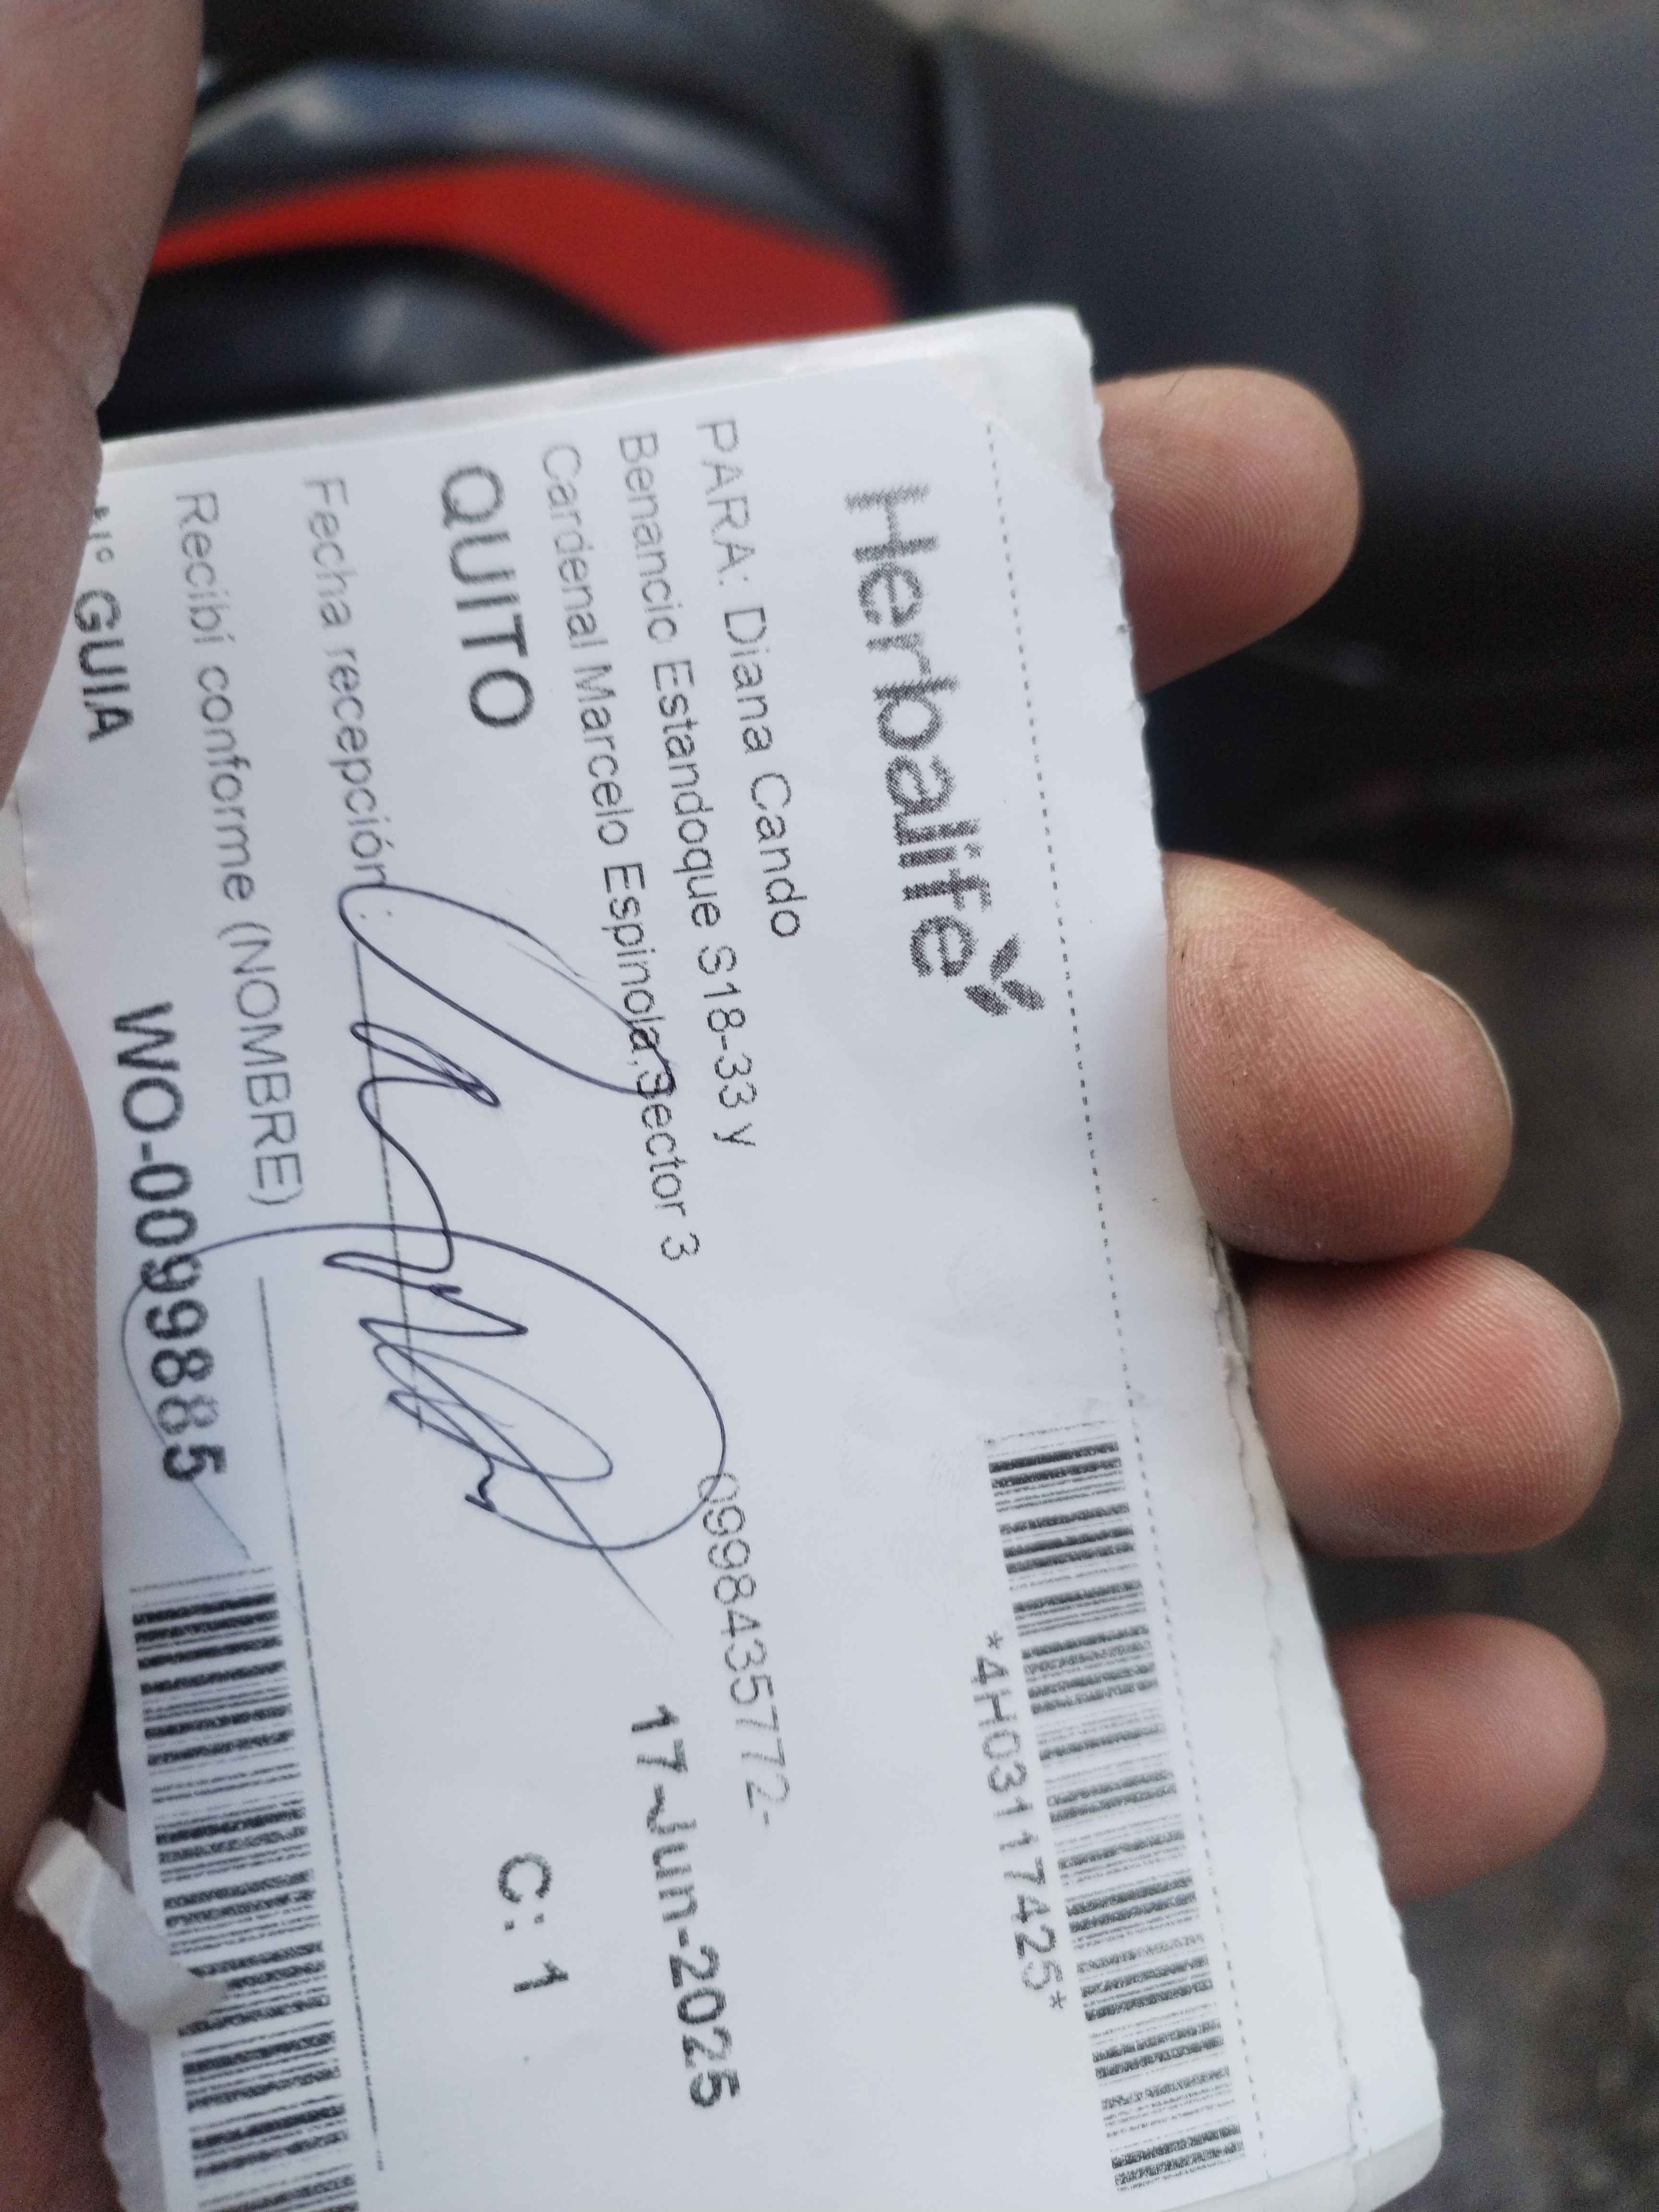 Herbalife
*4H03117425*
PARA: Diana Cando
0998435772-
Benancio Estandoque S18-33 y
Cardenal Marcelo Espinola,Sector 3
17-Jun-2025
QUITO
C: 1
Fecha recepción:
Recibí conforme (NOMBRE)
N° GUIA WO-0099885